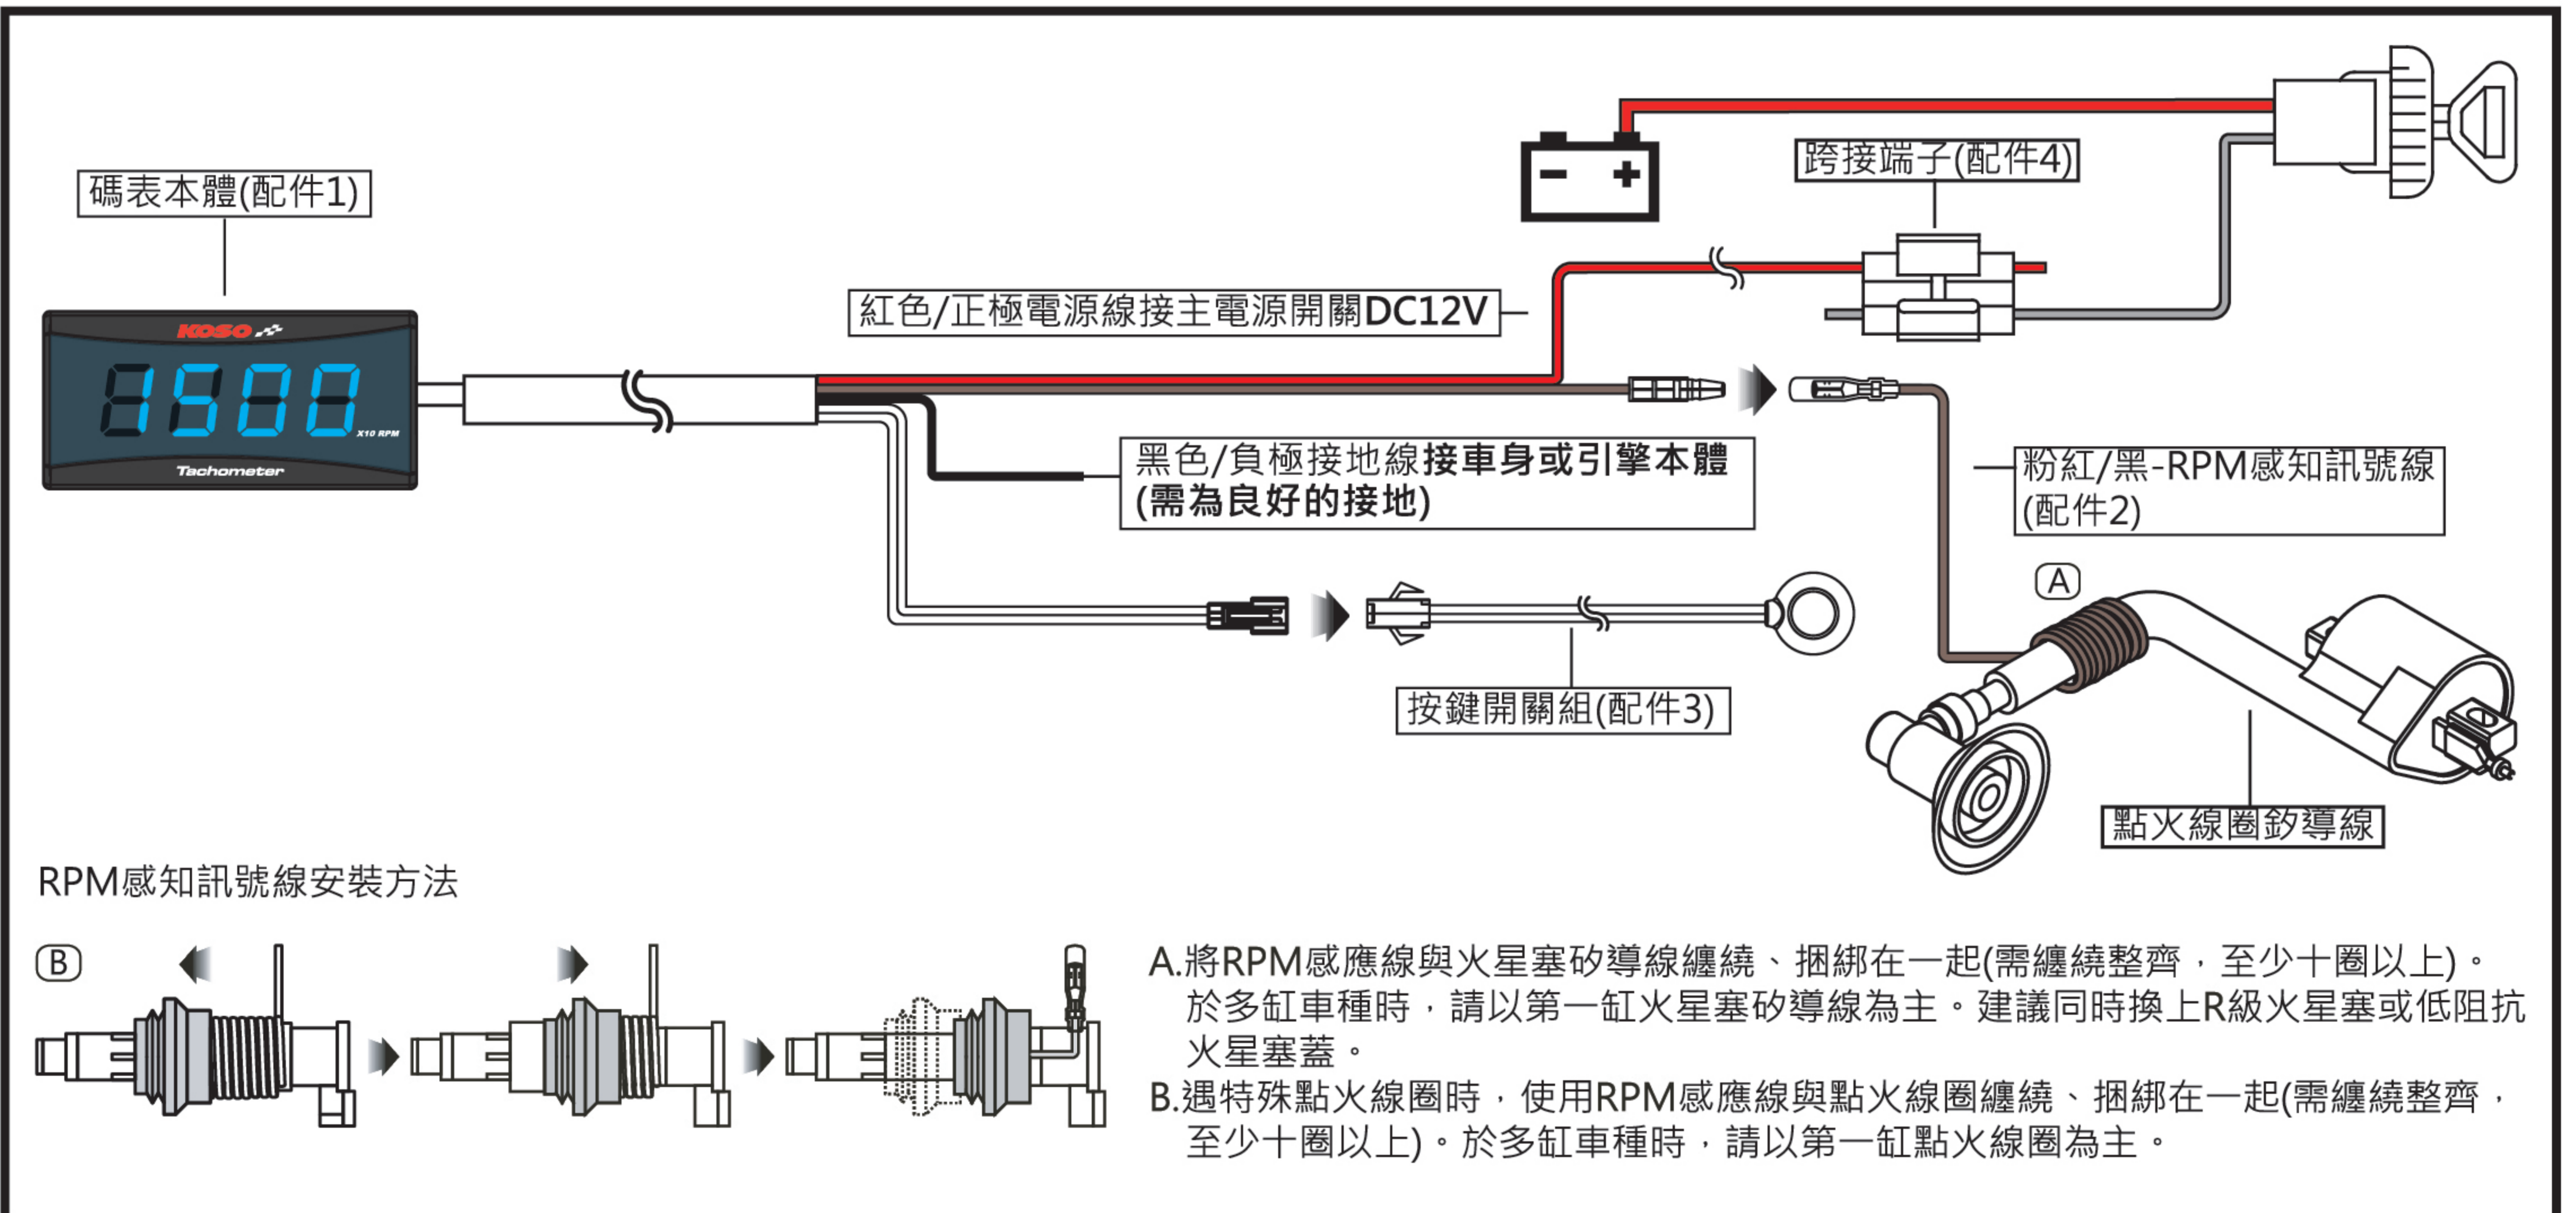 碼表本體(配件1)
KOSO
1500
X10 RPM
Tachometer
跨接端子(配件4)
紅色/正極電源線接主電源開關DC12V
黑色/負極接地線接車身或引擎本體
(需為良好的接地)
粉紅/黑-RPM感知訊號線
(配件2)
A
按鍵開關組(配件3)
點火線圈釸導線
RPM感知訊號線安裝方法
B
A.將RPM感應線與火星塞矽導線纏繞、捆綁在一起(需纏繞整齊，至少十圈以上)。
於多缸車種時，請以第一缸火星塞矽導線為主。建議同時換上R級火星塞或低阻抗
火星塞蓋。
B.遇特殊點火線圈時，使用RPM感應線與點火線圈纏繞、捆綁在一起(需纏繞整齊，
至少十圈以上)。於多缸車種時，請以第一缸點火線圈為主。